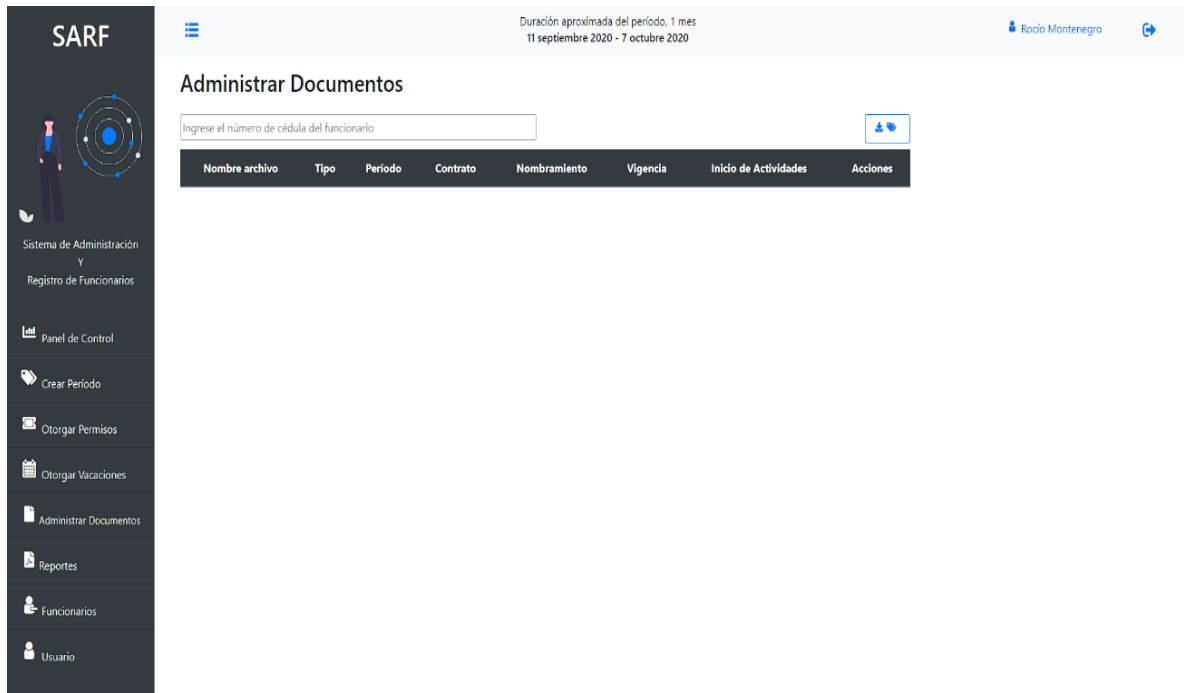 SARF
Duración aproximada del período, 1 mes
11 septiembre 2020 - 7 octubre 2020
Rocío Montenegro
Administrar Documentos
Ingrese el número de cédula del funcionario
Nombre archivo Tipo Período Contrato Nombramiento Vigencia Inicio de Actividades Acciones
Sistema de Administración
Y
Registro de Funcionarios
Panel de Control
Crear Período
Otorgar Permisos
Otorgar Vacaciones
Administrar Documentos
Reportes
Funcionarios
Usuario